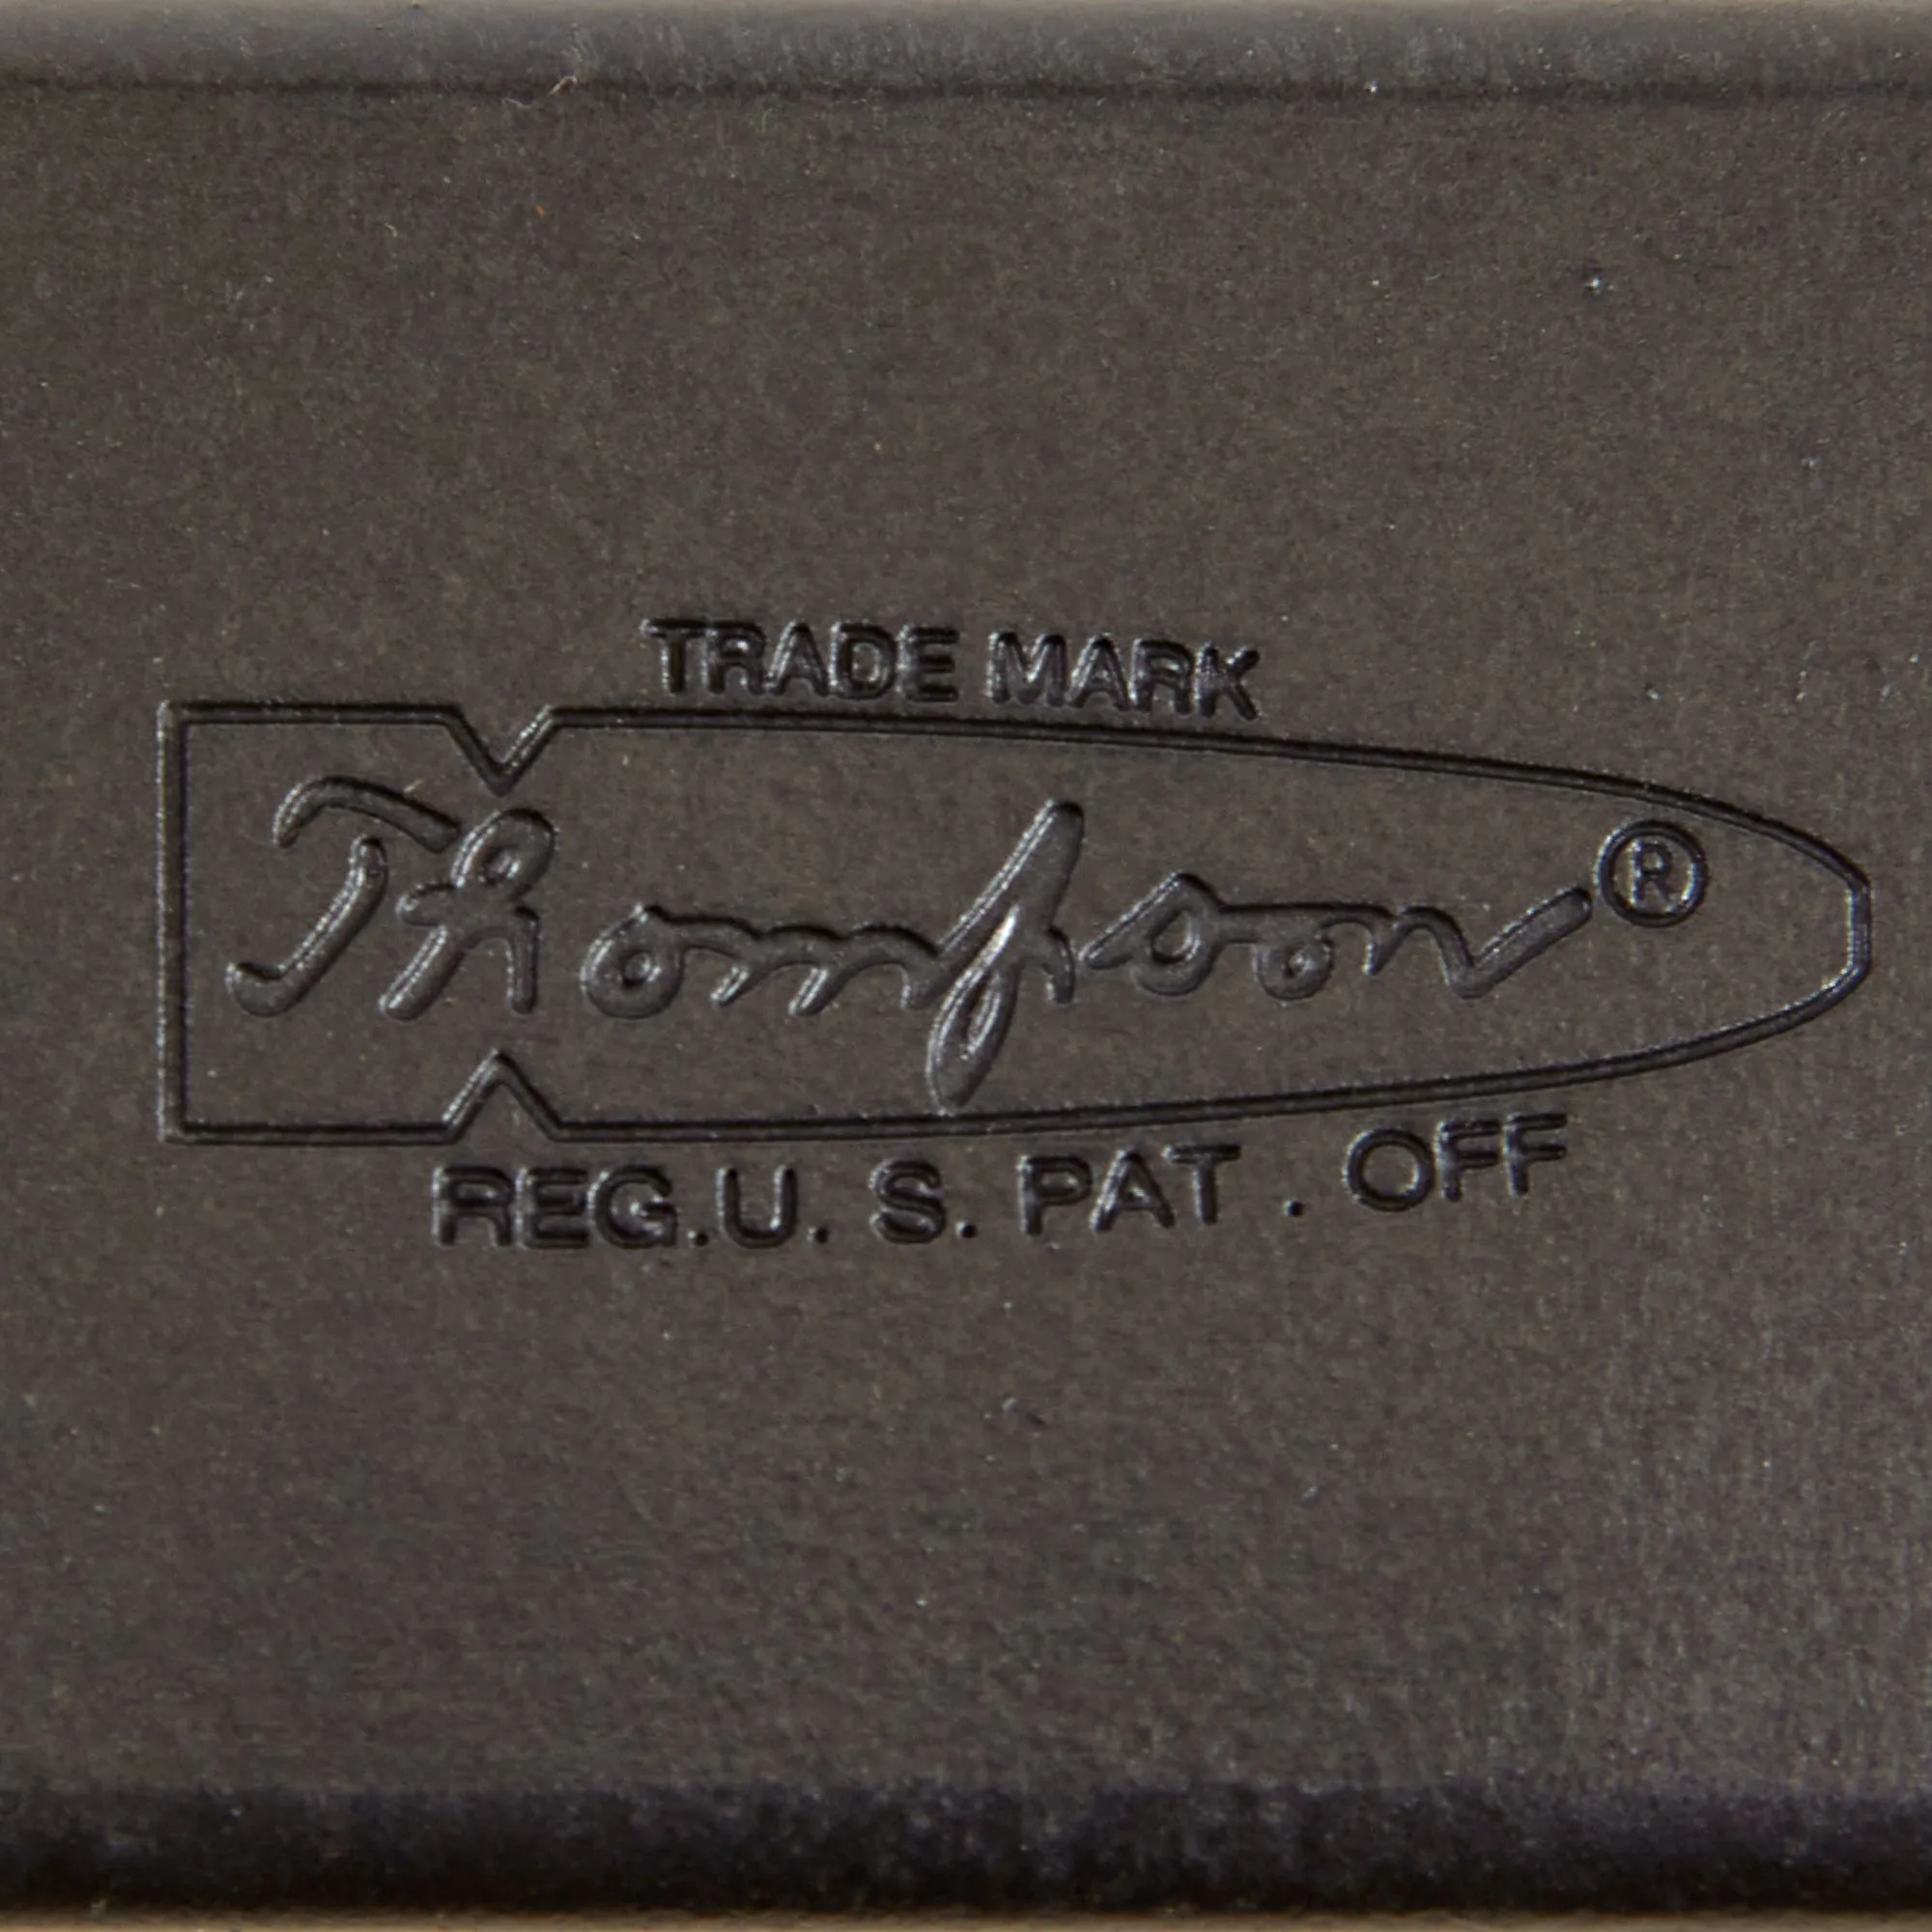 TRADE MARK
Thompson®
REG.U. S. PAT . OFF